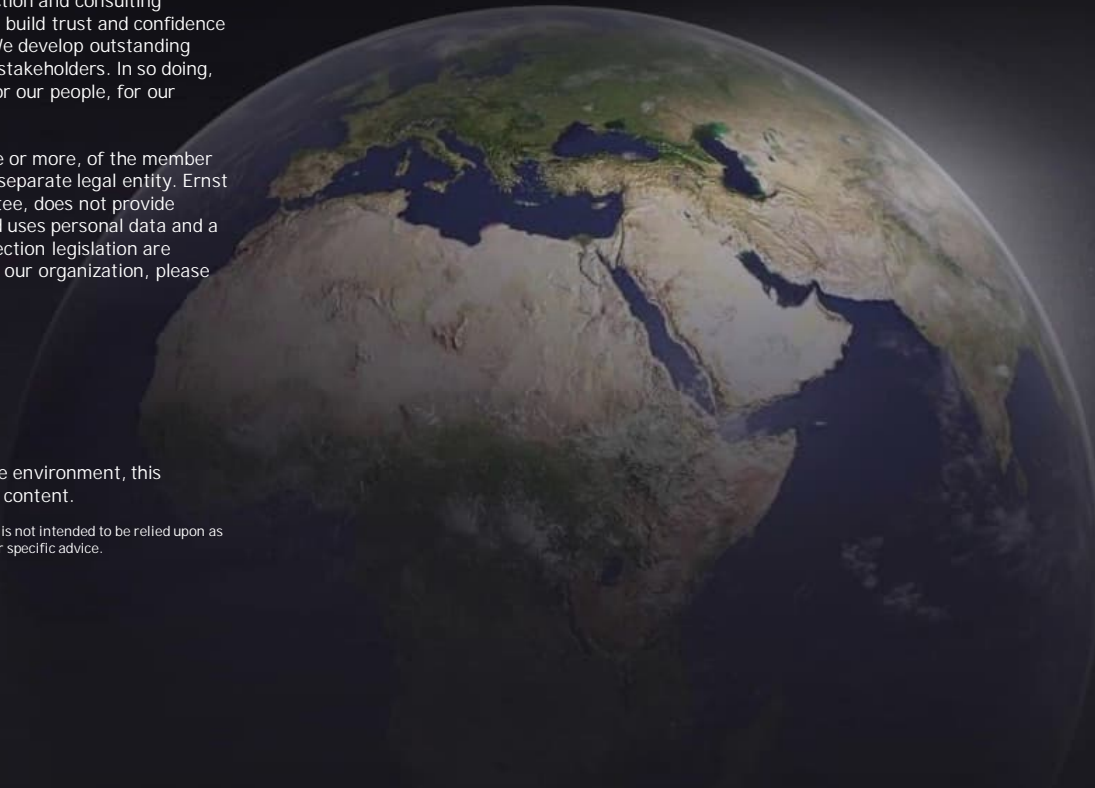 tion and consulting
build trust and confidence
We develop outstanding
stakeholders. In so doing,
or our people, for our
e or more, of the member
separate legal entity. Ernst
tee, does not provide
uses personal data and a
ection legislation are
our organization, please
e environment, this
content.
is not intended to be relied upon as
r specific advice.